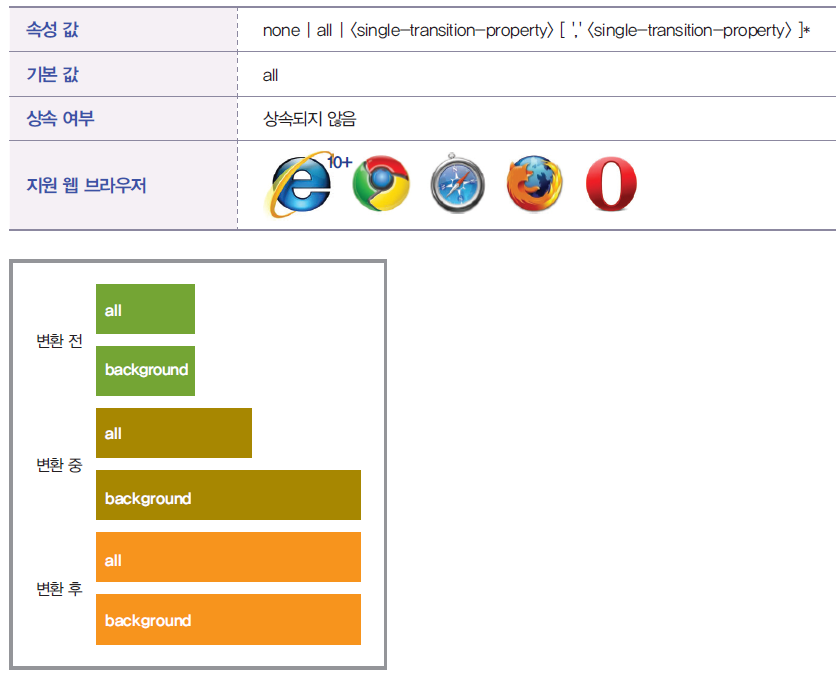 속성 값 none | all | 〈single-transition-property〉 [ ',' 〈single-transition-property〉 ]*
기본 값 all
상속 여부 상속되지 않음
지원 웹 브라우저 10+
변환 전
all
background
변환 중
all
background
변환 후
all
background